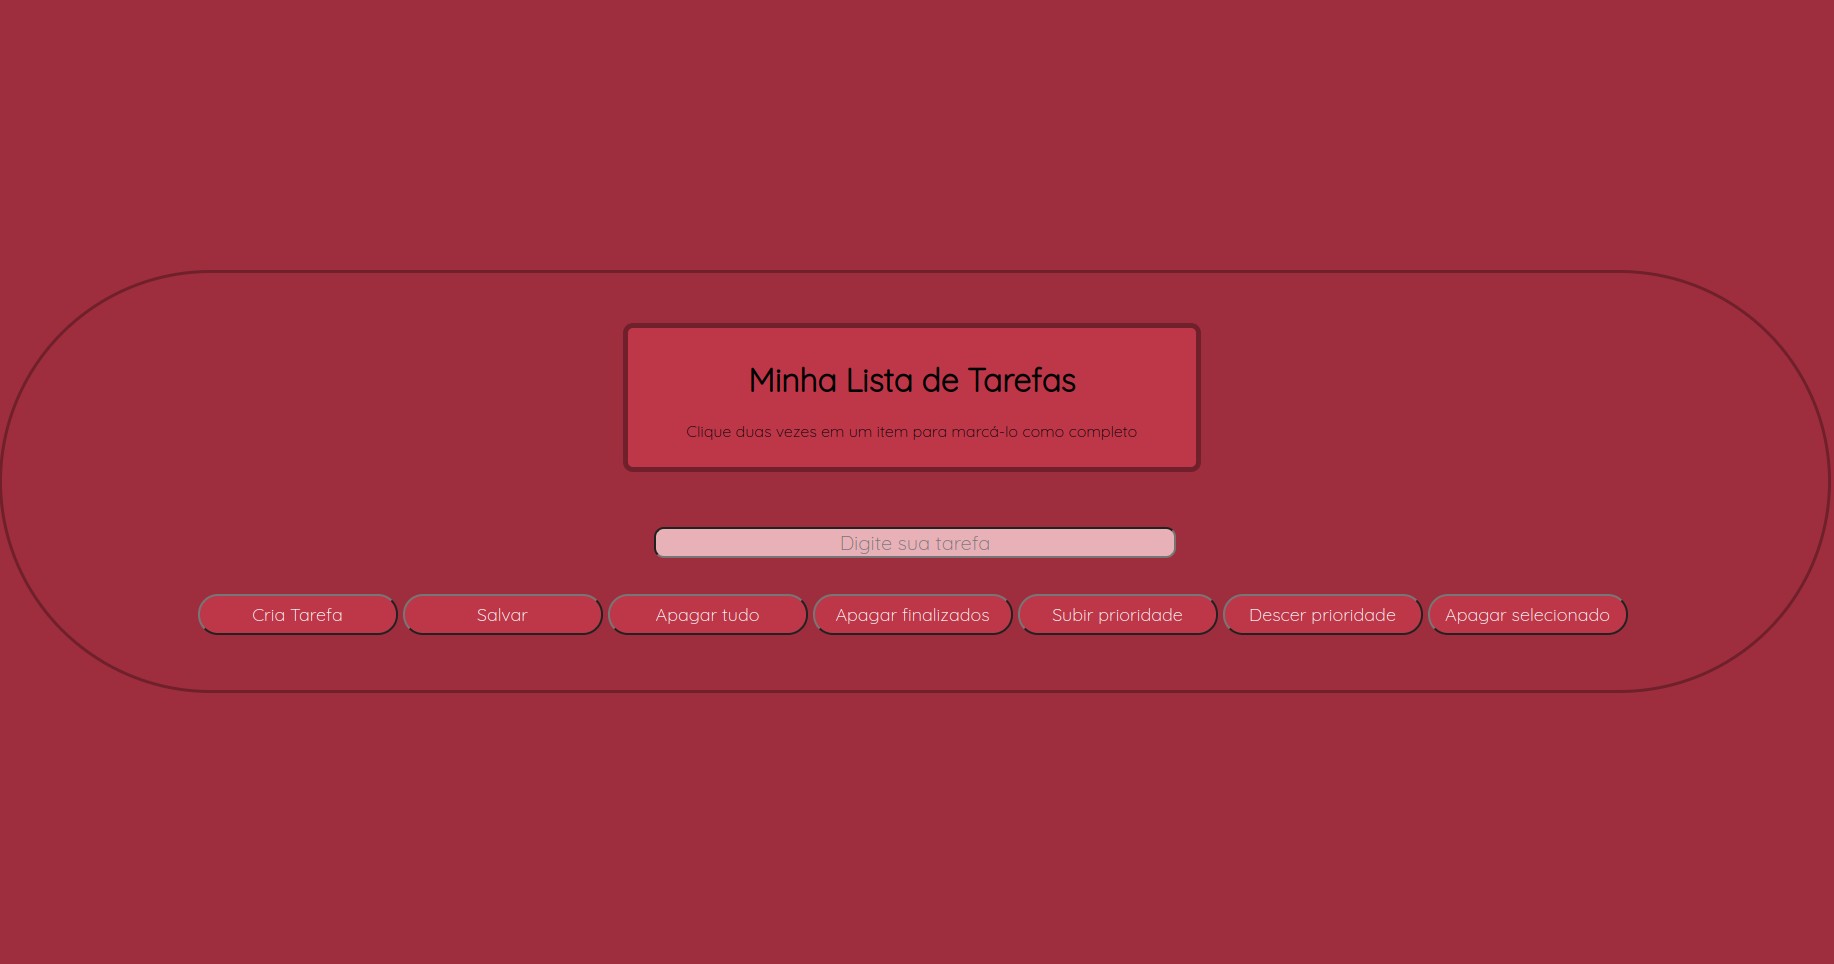 Minha Lista de Tarefas
Clique duas vezes em um item para marcá-lo como completo
Digite sua tarefa
Cria Tarefa Salvar Apagar tudo Apagar finalizados Subir prioridade Descer prioridade Apagar selecionado